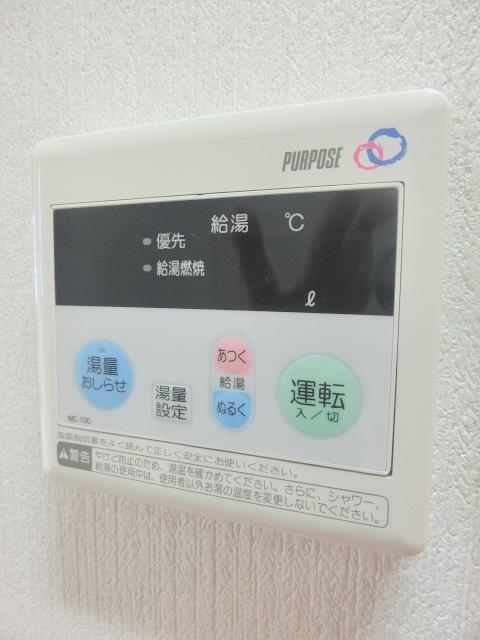 PURPOSE
給湯 ℃
優先
給湯燃焼
ℓ
湯量
おしらせ
湯量
設定
あつく
給湯
ぬるく
運転
入／切
MC-100
取扱説明書をよく読んで正しく安全にお使いください。
警告
やけど防止のため、湯温を確かめてください。さらに、シャワー、
給湯の使用中は、使用者以外お湯の温度を変更しないでください。